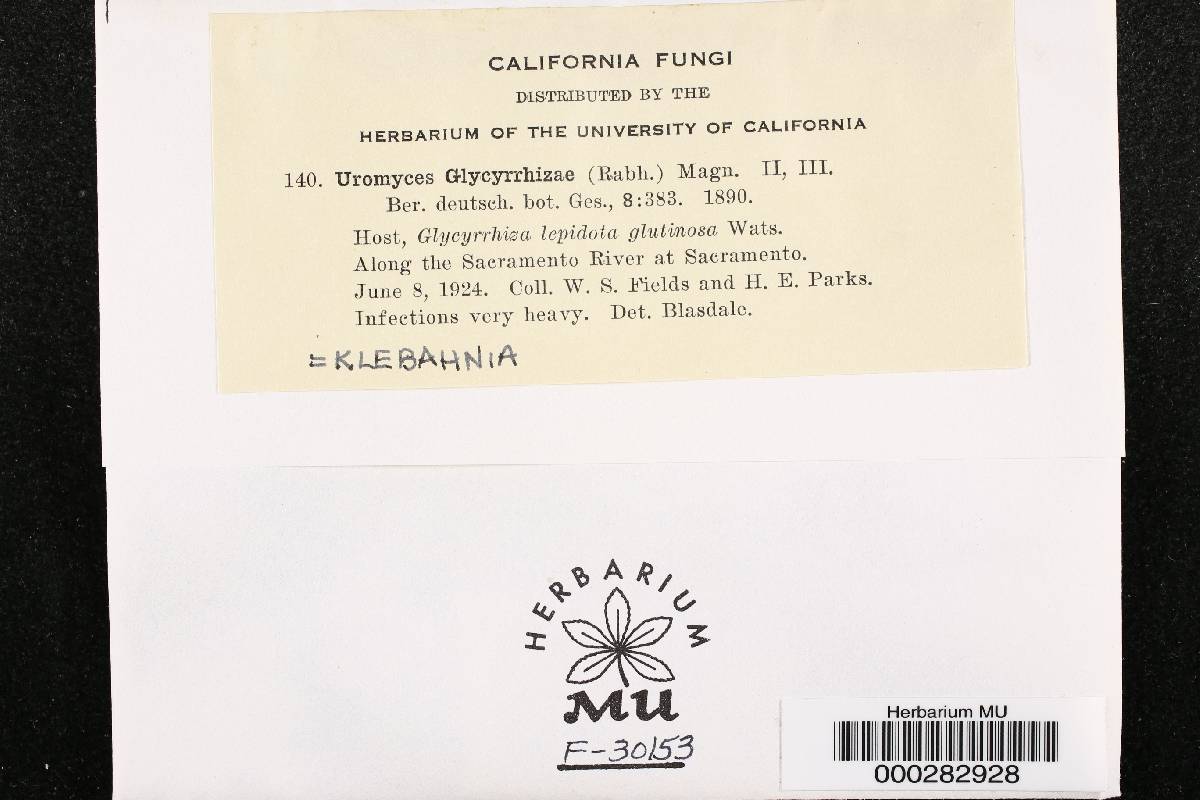 CALIFORNIA FUNGI
DISTRIBUTED BY THE
HERBARIUM OF THE UNIVERSITY OF CALIFORNIA
140. Uromyces Glycyrrhizae (Rabh.) Magn. II, III.
Ber. deutsch. bot. Ges., 8:383. 1890.
Host, Glycyrrhiza lepidota glutinosa Wats.
Along the Sacramento River at Sacramento.
June 8, 1924. Coll. W. S. Fields and H. E. Parks.
Infections very heavy. Det. Blasdale.
=KLEBAHNIA
HERBARIUM
MU
F-30153
Herbarium MU
000282928